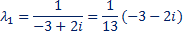 λ₁ = 1/(−3 + 2i) = 1/13 (−3 − 2i)